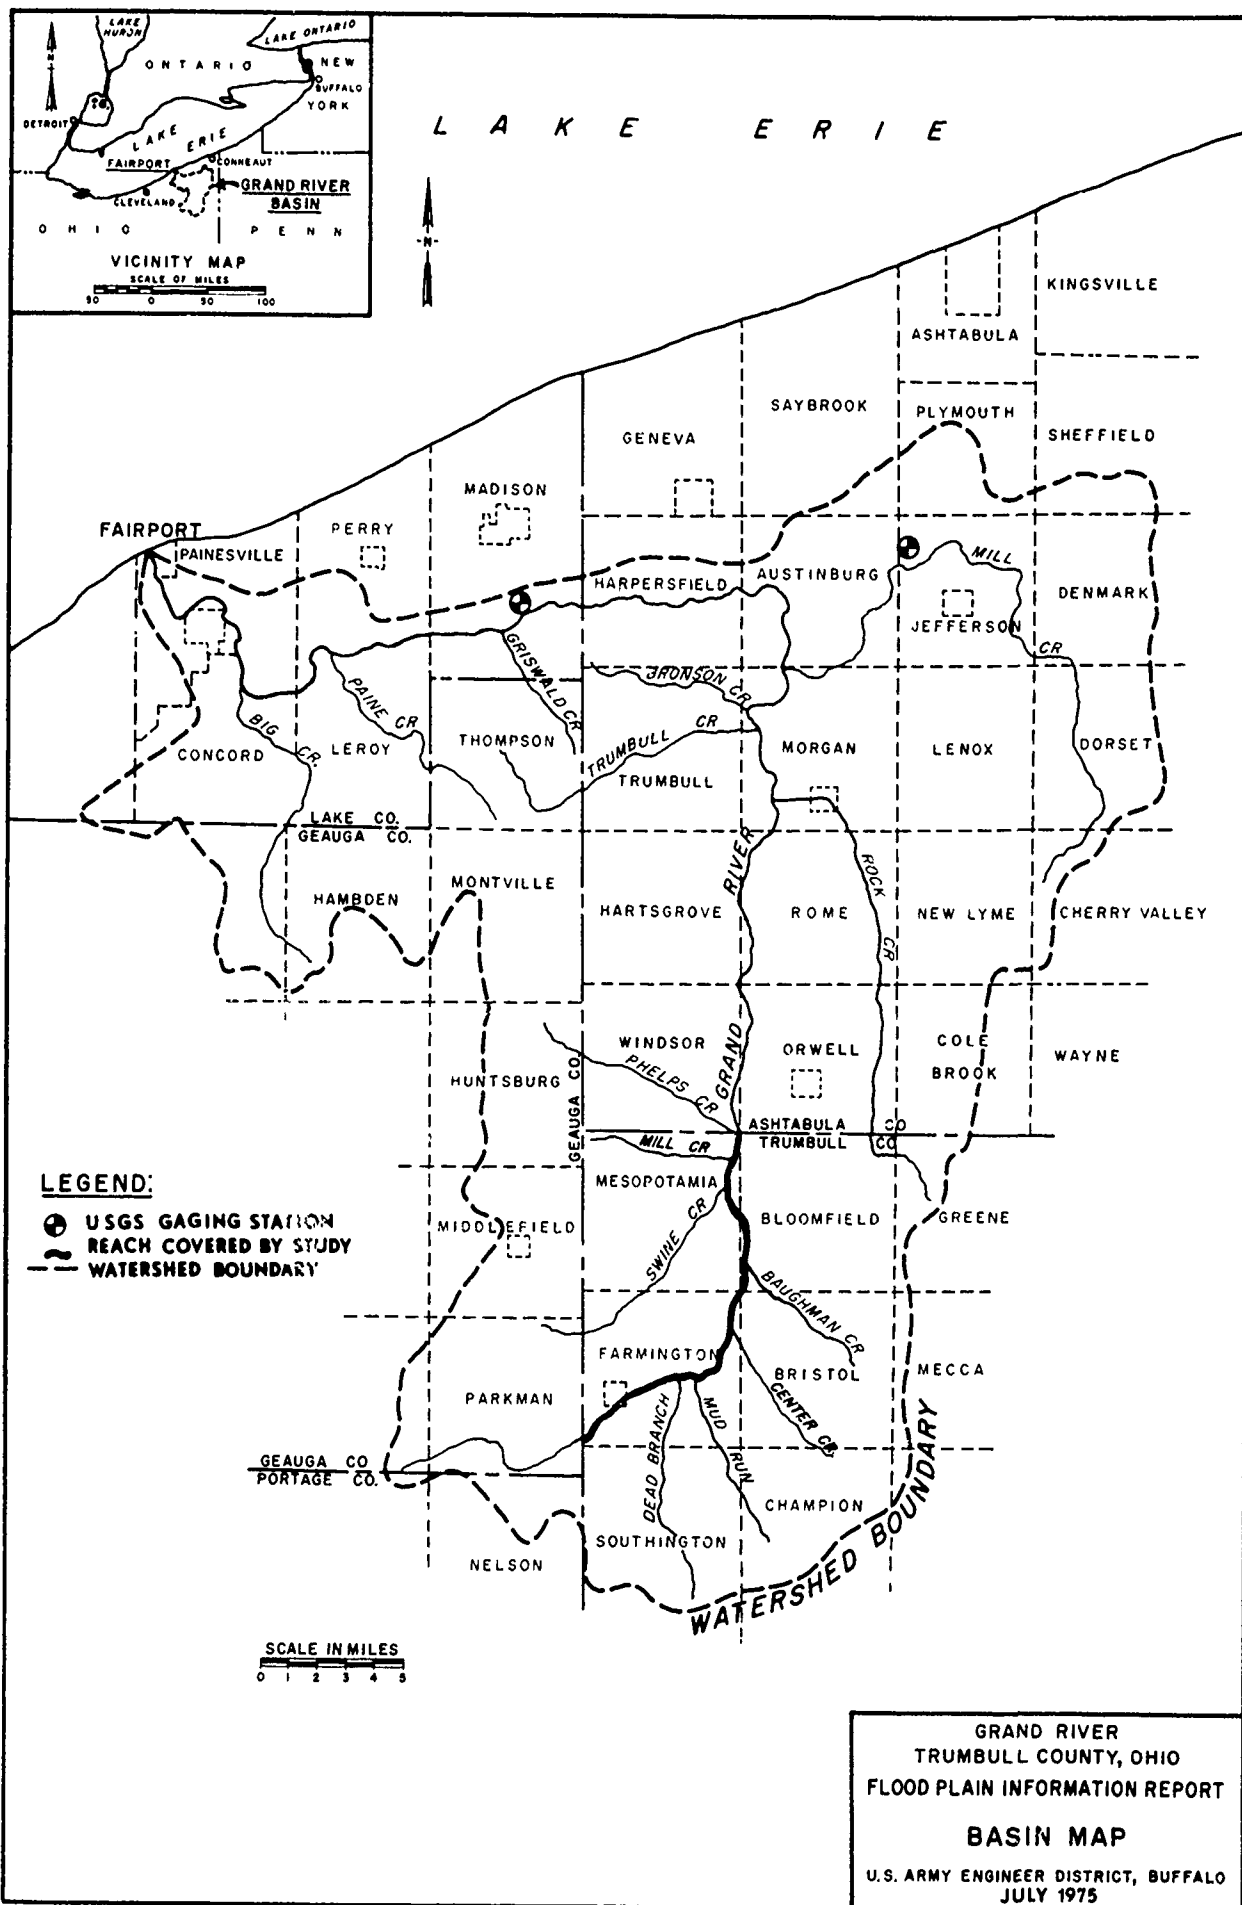 LAKE
HURON
LAKE ONTARIO
ONTARIO
NEW
YORK
BUFFALO
DETROIT
LAKE
ERIE
FAIRPORT
CONNEAUT
GRAND RIVER
BASIN
CLEVELAND
OHIO
PENN
VICINITY MAP
SCALE OF MILES
50 0 50 100
N
LAKE ERIE
N
KINGSVILLE
ASHTABULA
SAYBROOK
PLYMOUTH
GENEVA
SHEFFIELD
MADISON
PERRY
FAIRPORT
PAINESVILLE
HARPERSFIELD
AUSTINBURG
MILL
CR
DENMARK
JEFFERSON
GRISWALD CR
BRONSON CR
PAINE CR
BIG CR.
CONCORD
LEROY
THOMPSON
TRUMBULL CR
TRUMBULL
MORGAN
LENOX
DORSET
LAKE CO.
GEAUGA CO.
HAMBDEN
MONTVILLE
HARTSGROVE
GRAND RIVER
ROME
ROCK CR
NEW LYME
CHERRY VALLEY
WINDSOR
PHELPS CR
ORWELL
COLE
BROOK
WAYNE
HUNTSBURG
GEAUGA CO.
ASHTABULA CO
TRUMBULL CO
MILL CR
MESOPOTAMIA
BLOOMFIELD
GREENE
SWINE CR
MIDDLEFIELD
BAUGHMAN CR
LEGEND:
USGS GAGING STATION
REACH COVERED BY STUDY
WATERSHED BOUNDARY
FARMINGTON
BRISTOL
MECCA
PARKMAN
CENTER CR.
DEAD BRANCH
MUD RUN
GEAUGA CO
PORTAGE CO.
CHAMPION
SOUTHINGTON
NELSON
WATERSHED BOUNDARY
SCALE IN MILES
0 1 2 3 4 5
GRAND RIVER
TRUMBULL COUNTY, OHIO
FLOOD PLAIN INFORMATION REPORT
BASIN MAP
U.S. ARMY ENGINEER DISTRICT, BUFFALO
JULY 1975